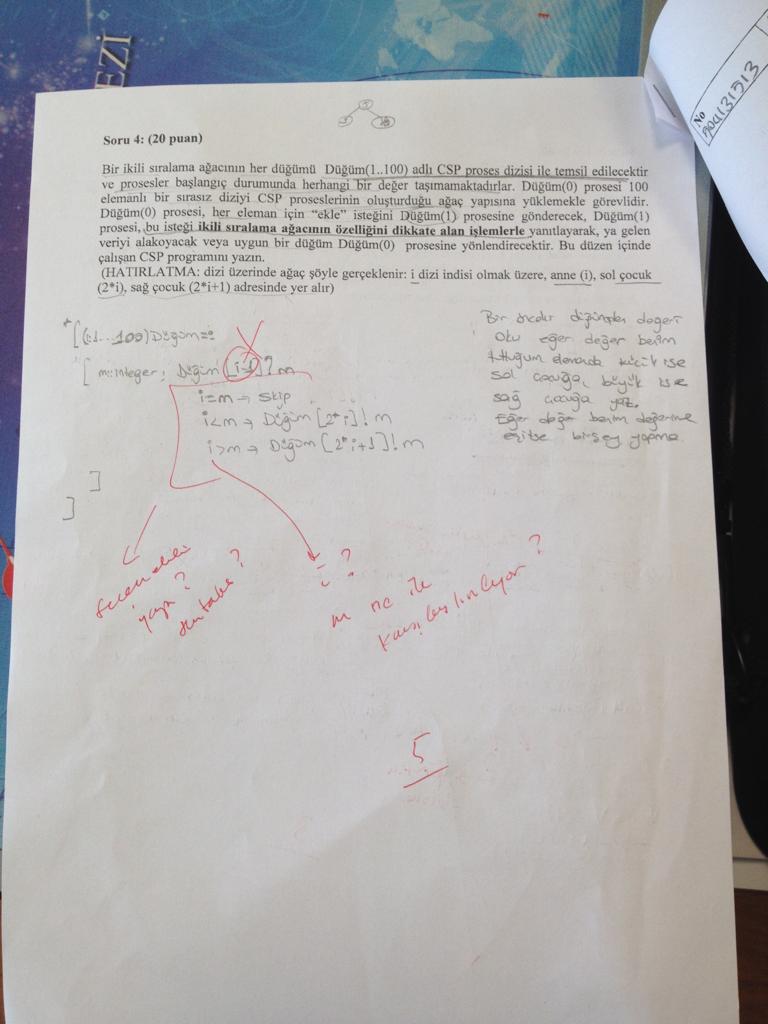 EZİ
No
Soru 4: (20 puan)
Bir ikili sıralama ağacının her düğümü Düğüm(1..100) adlı CSP proses dizisi ile temsil edilecektir
ve prosesler başlangıç durumunda herhangi bir değer taşımamaktadırlar. Düğüm(0) prosesi 100
elemanlı bir sırasız diziyi CSP proseslerinin oluşturduğu ağaç yapısına yüklemekle görevlidir.
Düğüm(0) prosesi, her eleman için “ekle” isteğini Düğüm(1) prosesine gönderecek, Düğüm(1)
prosesi, bu isteği ikili sıralama ağacının özelliğini dikkate alan işlemlerle yanıtlayarak, ya gelen
veriyi alakoyacak veya uygun bir düğüm Düğüm(0) prosesine yönlendirecektir. Bu düzen içinde
çalışan CSP programını yazın.
(HATIRLATMA: dizi üzerinde ağaç şöyle gerçeklenir: i dizi indisi olmak üzere, anne (i), sol çocuk
(2*i), sağ çocuk (2*i+1) adresinde yer alır)
*[(i:1...100)Düğüm::
[ m:integer; Düğüm [i-1]? m
i=m → skip
i<m → Düğüm [2*i]! m
i>m → Düğüm [2*i+1]! m
]
]
Bir önceki düğümden değeri
oku eğer değer benim
tuttuğum elemanda küçük ise
sol çocuğa, büyük ise
sağ çocuğa yaz.
Eğer değer benim değerime
eşitse birşey yapma
yapı?
i ?
m ne ile
karşılaştırılıyor ?
5